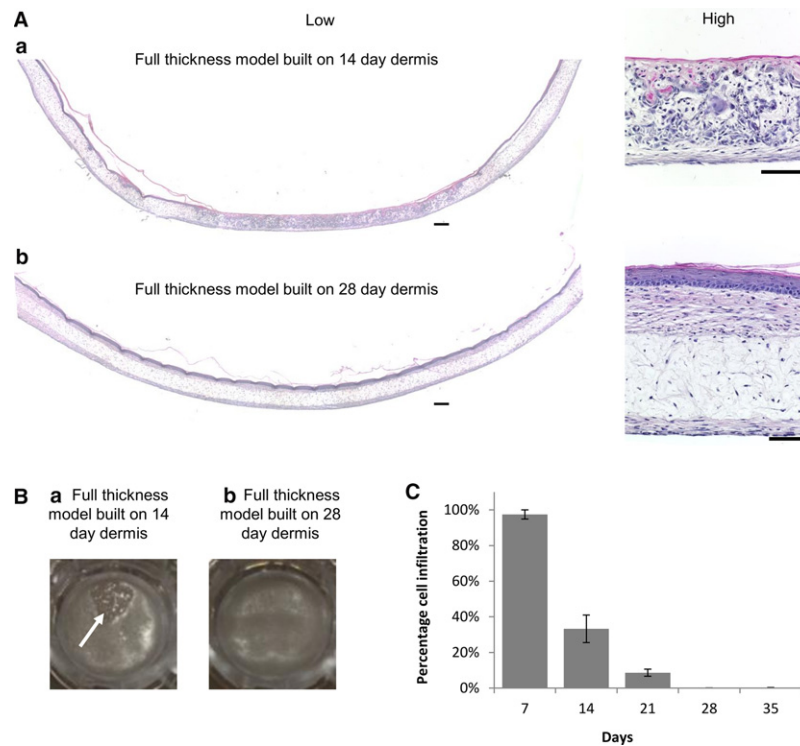 A
Low
High
a
Full thickness model built on 14 day dermis
b
Full thickness model built on 28 day dermis
B
a Full thickness
model built on 14
day dermis
b Full thickness
model built on 28
day dermis
C
Percentage cell infiltration
100%
80%
60%
40%
20%
0%
7 14 21 28 35
Days